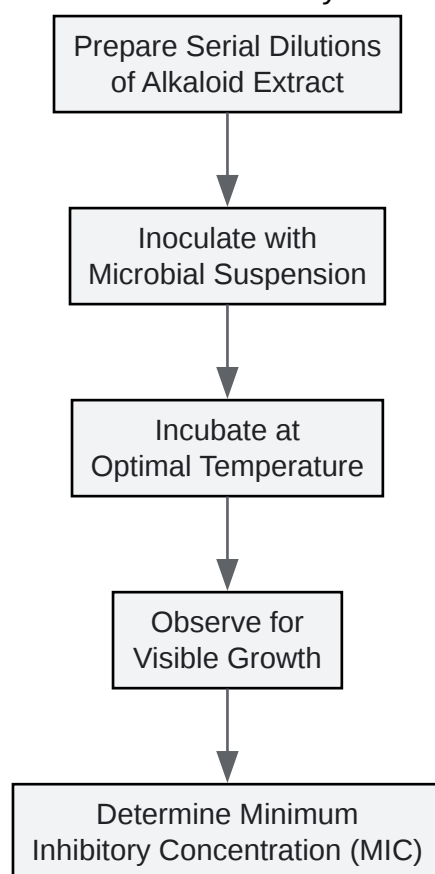 Prepare Serial Dilutions
of Alkaloid Extract
Inoculate with
Microbial Suspension
Incubate at
Optimal Temperature
Observe for
Visible Growth
Determine Minimum
Inhibitory Concentration (MIC)